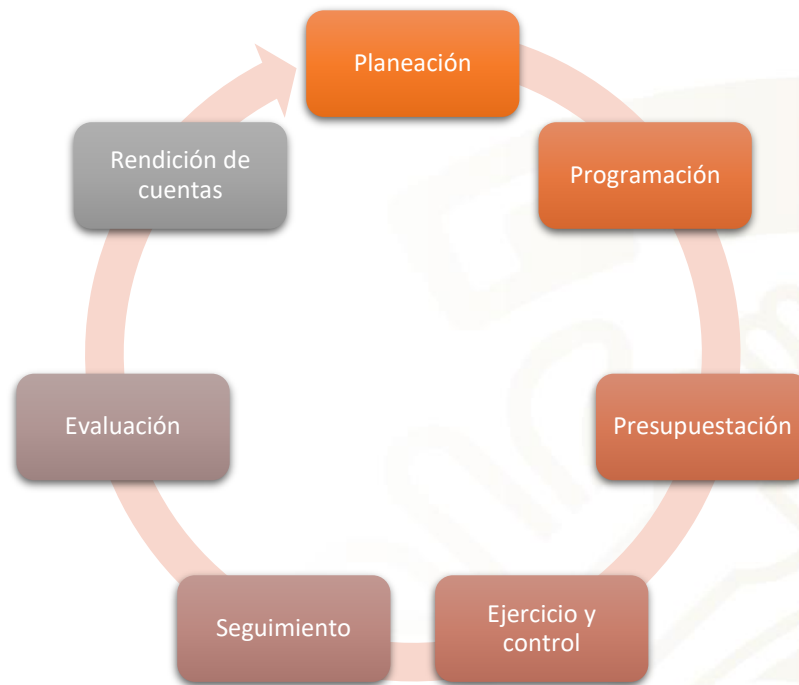 Planeación
Programación
Presupuestación
Ejercicio y
control
Seguimiento
Evaluación
Rendición de
cuentas